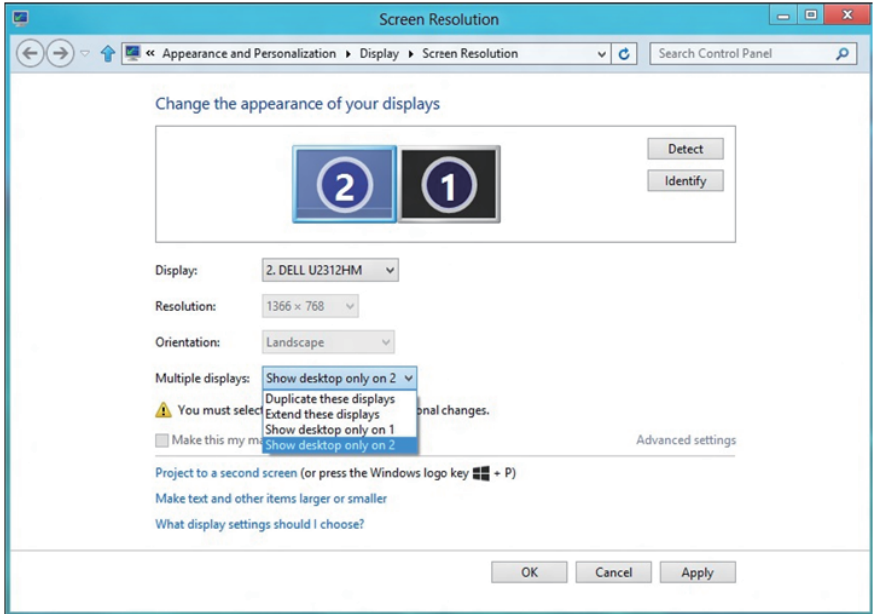 Screen Resolution
« Appearance and Personalization Display Screen Resolution Search Control Panel
Change the appearance of your displays
2 1
Detect
Identify
Display: 2. DELL U2312HM
Resolution: 1366 × 768
Orientation: Landscape
Multiple displays: Show desktop only on 2
Duplicate these displays
Extend these displays
Show desktop only on 1
Show desktop only on 2
You must onal changes.
Make this my Advanced settings
Project to a second screen (or press the Windows logo key + P)
Make text and other items larger or smaller
What display settings should I choose?
OK Cancel Apply